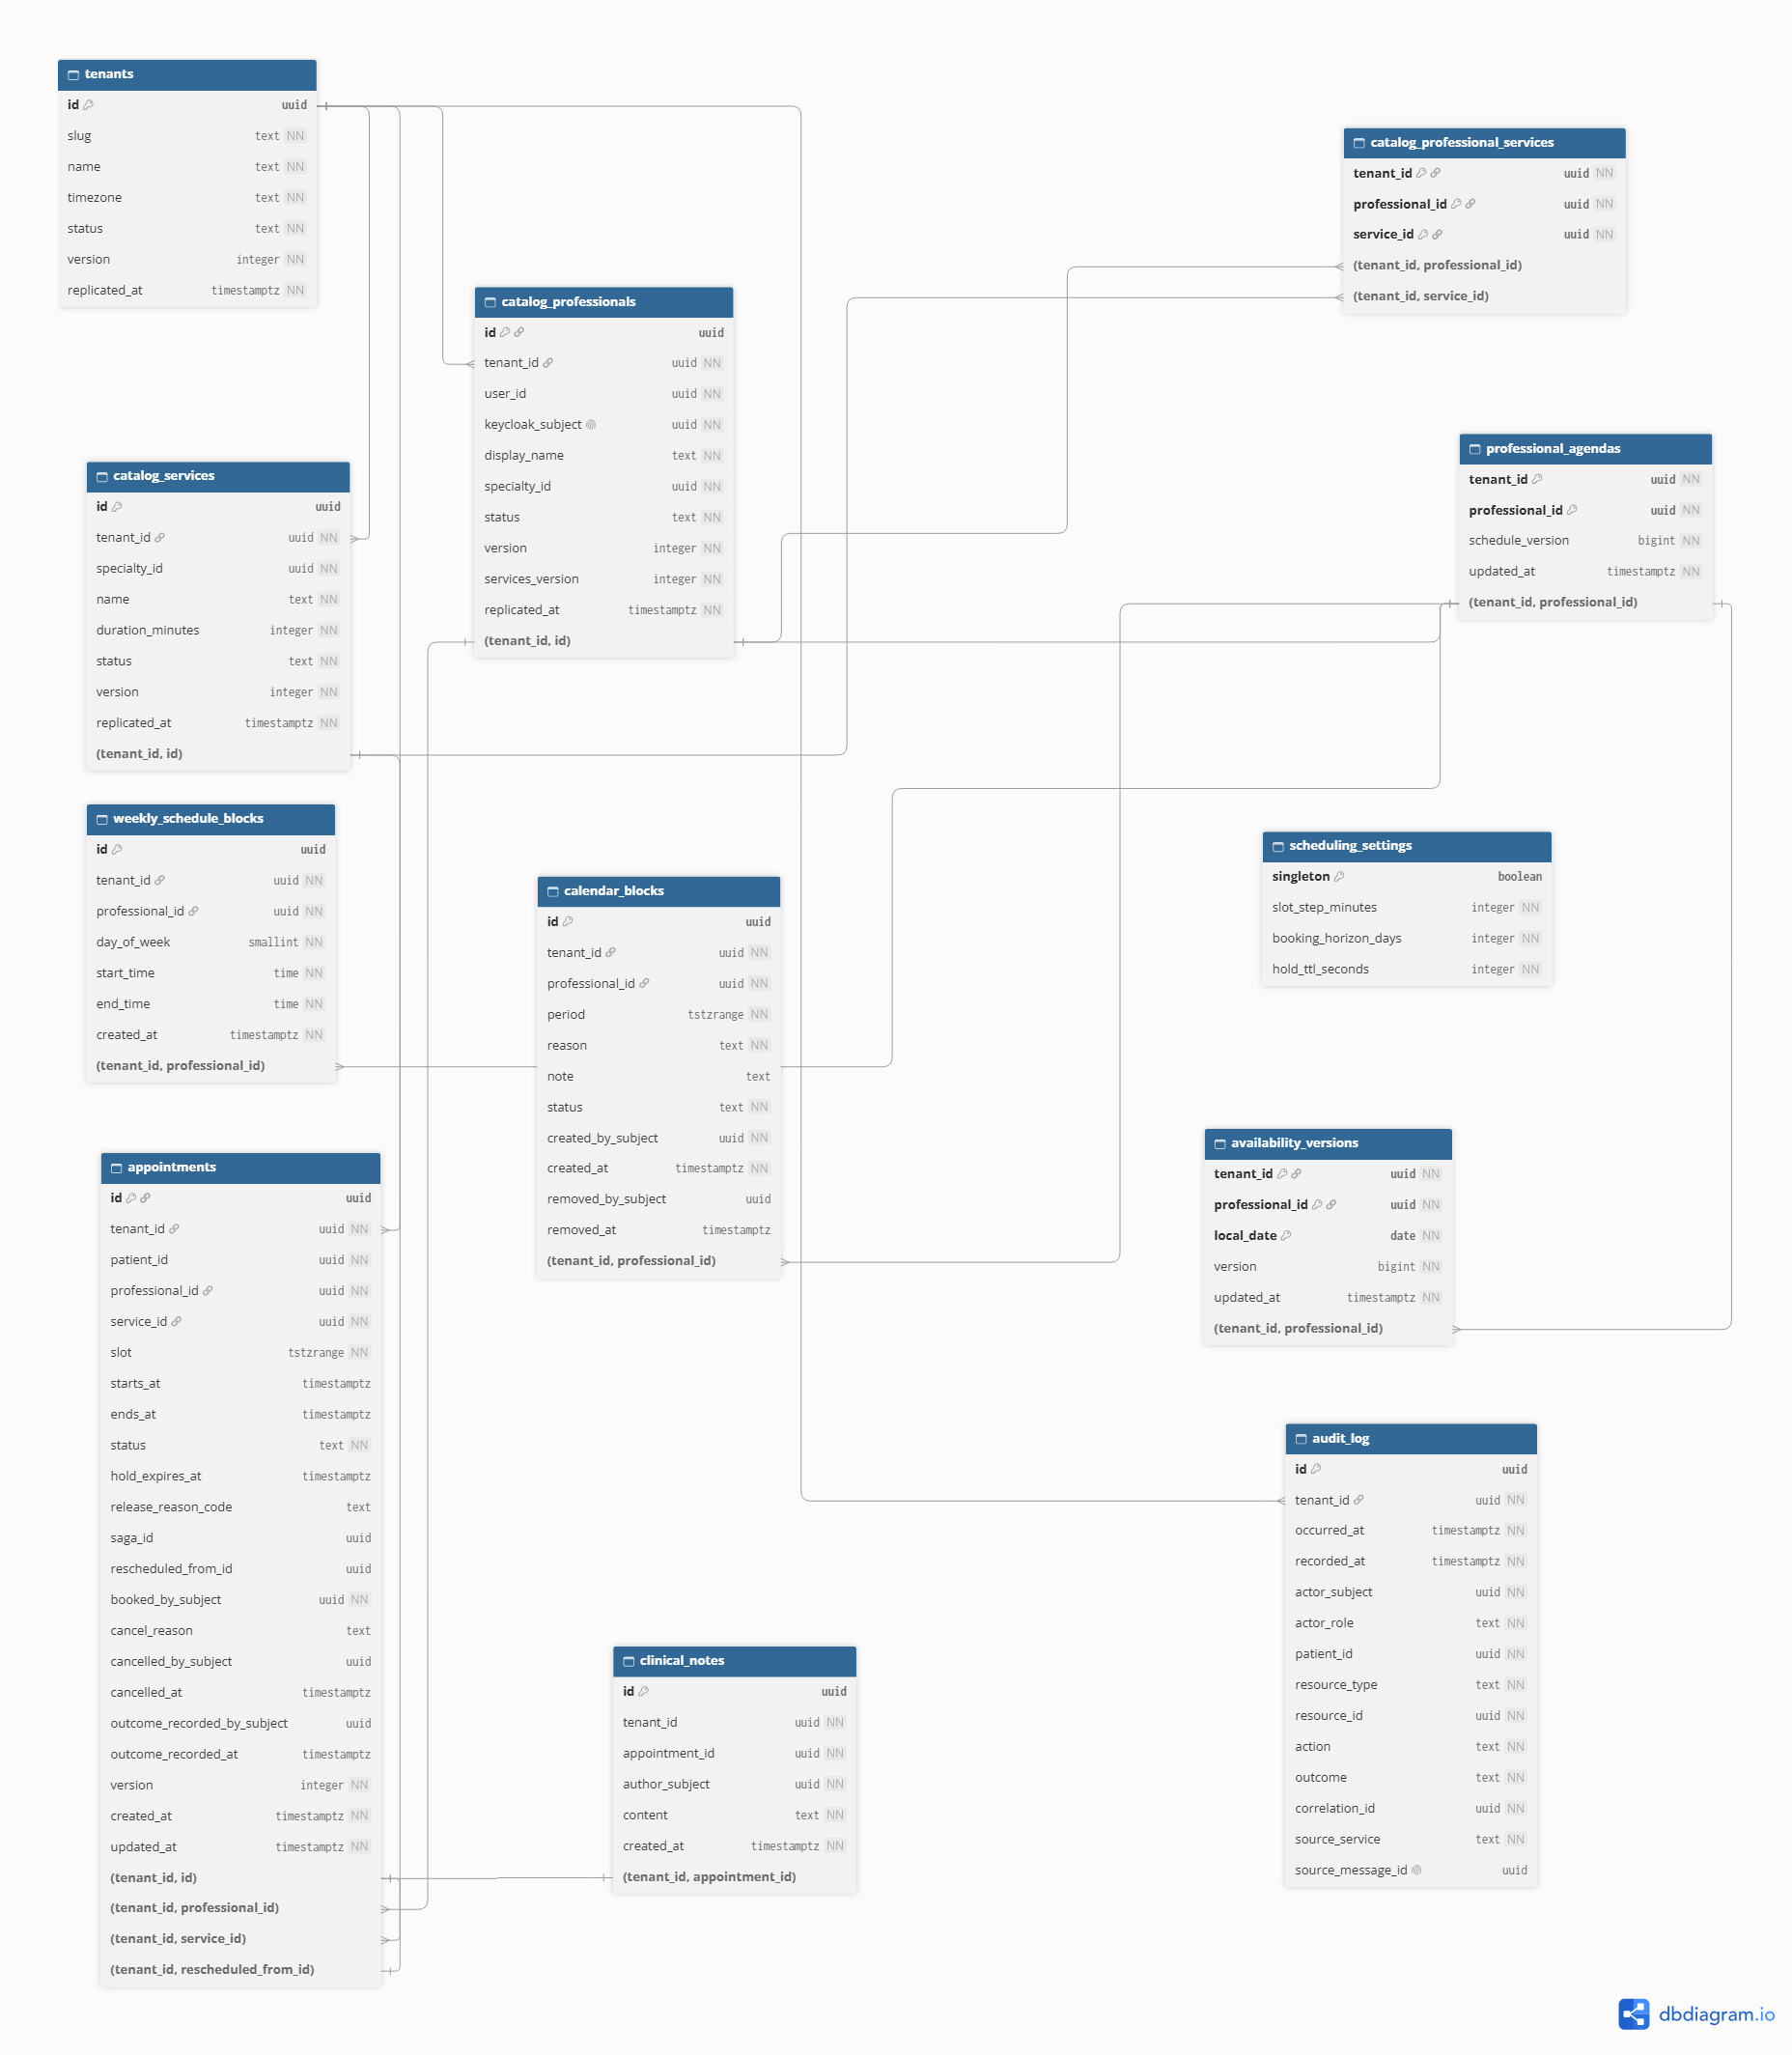 tenants
id uuid
slug text NN
name text NN
timezone text NN
status text NN
version integer NN
replicated_at timestamptz NN
catalog_professional_services
tenant_id uuid NN
professional_id uuid NN
service_id uuid NN
(tenant_id, professional_id)
(tenant_id, service_id)
catalog_professionals
id uuid
tenant_id uuid NN
user_id uuid NN
keycloak_subject uuid NN
display_name text NN
specialty_id uuid NN
status text NN
version integer NN
services_version integer NN
replicated_at timestamptz NN
(tenant_id, id)
professional_agendas
tenant_id uuid NN
professional_id uuid NN
schedule_version bigint NN
updated_at timestamptz NN
(tenant_id, professional_id)
catalog_services
id uuid
tenant_id uuid NN
specialty_id uuid NN
name text NN
duration_minutes integer NN
status text NN
version integer NN
replicated_at timestamptz NN
(tenant_id, id)
weekly_schedule_blocks
id uuid
tenant_id uuid NN
professional_id uuid NN
day_of_week smallint NN
start_time time NN
end_time time NN
created_at timestamptz NN
(tenant_id, professional_id)
calendar_blocks
id uuid
tenant_id uuid NN
professional_id uuid NN
period tstzrange NN
reason text NN
note text
status text NN
created_by_subject uuid NN
created_at timestamptz NN
removed_by_subject uuid
removed_at timestamptz
(tenant_id, professional_id)
scheduling_settings
singleton boolean
slot_step_minutes integer NN
booking_horizon_days integer NN
hold_ttl_seconds integer NN
availability_versions
tenant_id uuid NN
professional_id uuid NN
local_date date NN
version bigint NN
updated_at timestamptz NN
(tenant_id, professional_id)
appointments
id uuid
tenant_id uuid NN
patient_id uuid NN
professional_id uuid NN
service_id uuid NN
slot tstzrange NN
starts_at timestamptz
ends_at timestamptz
status text NN
hold_expires_at timestamptz
release_reason_code text
saga_id uuid
rescheduled_from_id uuid
booked_by_subject uuid NN
cancel_reason text
cancelled_by_subject uuid
cancelled_at timestamptz
outcome_recorded_by_subject uuid
outcome_recorded_at timestamptz
version integer NN
created_at timestamptz NN
updated_at timestamptz NN
(tenant_id, id)
(tenant_id, professional_id)
(tenant_id, service_id)
(tenant_id, rescheduled_from_id)
clinical_notes
id uuid
tenant_id uuid NN
appointment_id uuid NN
author_subject uuid NN
content text NN
created_at timestamptz NN
(tenant_id, appointment_id)
audit_log
id uuid
tenant_id uuid NN
occurred_at timestamptz NN
recorded_at timestamptz NN
actor_subject uuid NN
actor_role text NN
patient_id uuid NN
resource_type text NN
resource_id uuid NN
action text NN
outcome text NN
correlation_id uuid NN
source_service text NN
source_message_id uuid
dbdiagram.io